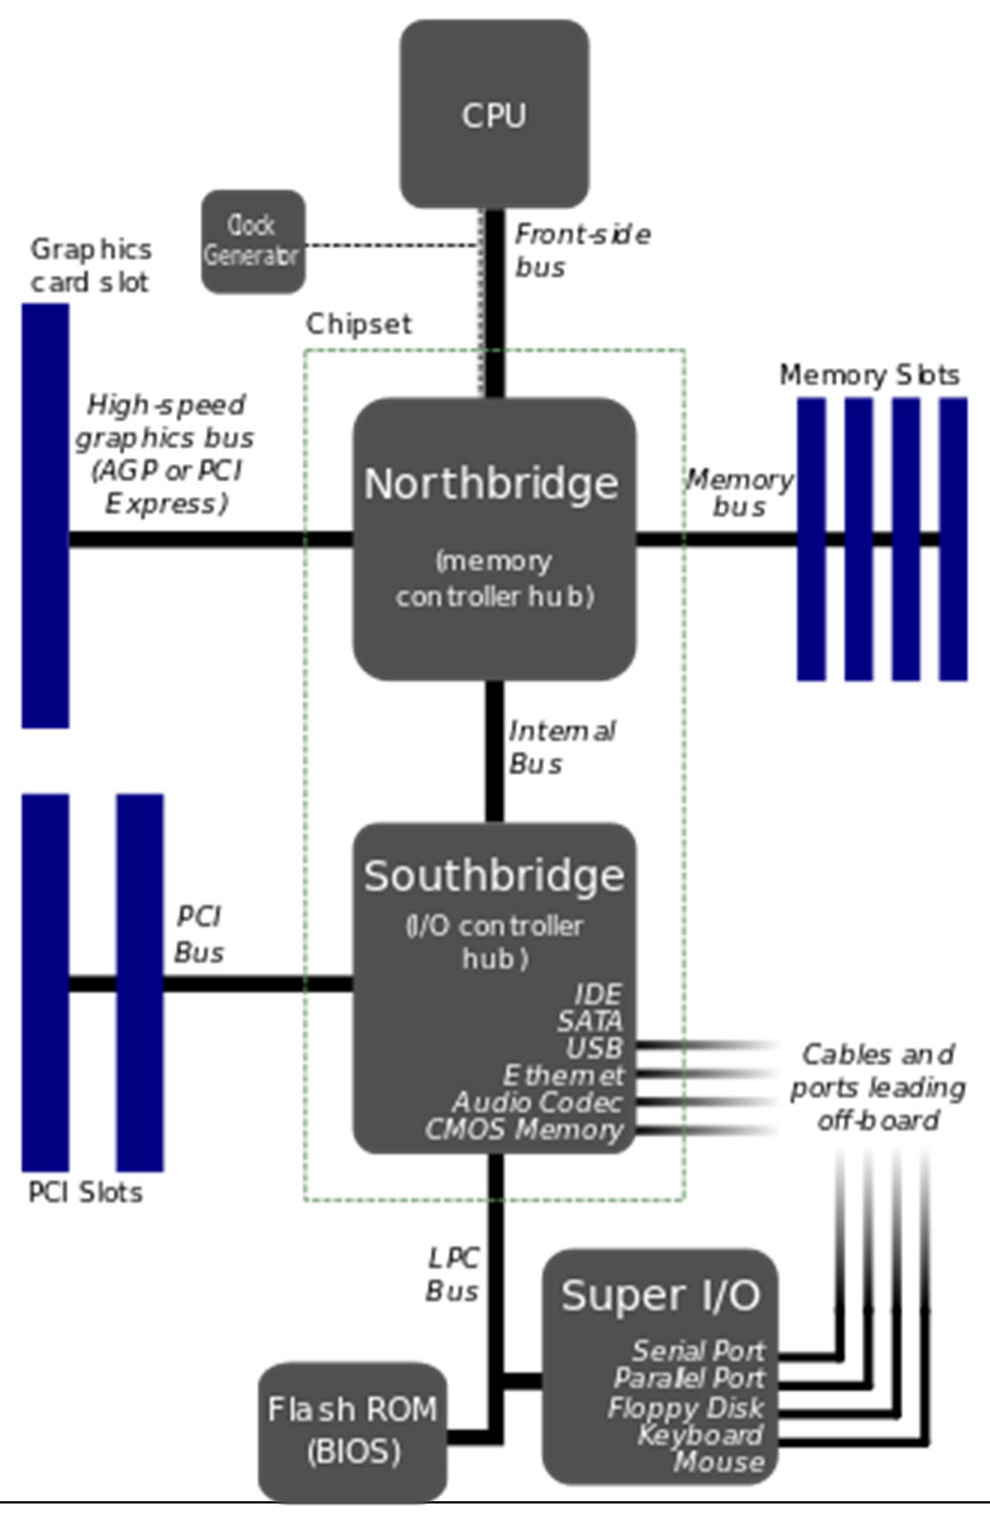 CPU
Clock
Generator
Front-side
bus
Graphics
card slot
Chipset
High-speed
graphics bus
(AGP or PCI
Express)
Northbridge
(memory
controller hub)
Memory
bus
Memory Slots
Internal
Bus
Southbridge
(I/O controller
hub)
IDE
SATA
USB
Ethernet
Audio Codec
CMOS Memory
PCI
Bus
PCI Slots
Cables and
ports leading
off-board
LPC
Bus
Super I/O
Serial Port
Parallel Port
Floppy Disk
Keyboard
Mouse
Flash ROM
(BIOS)